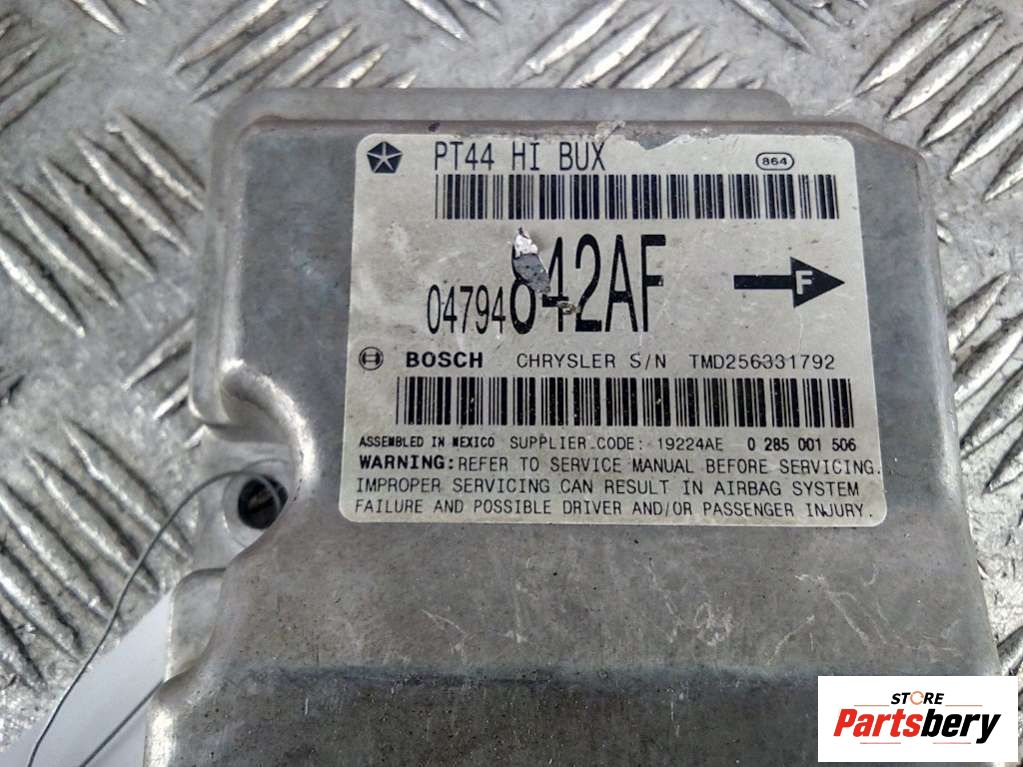 PT44 HI BUX
864
04794842AF
F
BOSCH CHRYSLER S/N TMD256331792
ASSEMBLED IN MEXICO SUPPLIER CODE: 19224AE 0 285 001 506
WARNING: REFER TO SERVICE MANUAL BEFORE SERVICING.
IMPROPER SERVICING CAN RESULT IN AIRBAG SYSTEM
FAILURE AND POSSIBLE DRIVER AND/OR PASSENGER INJURY.
STORE
Partsbery